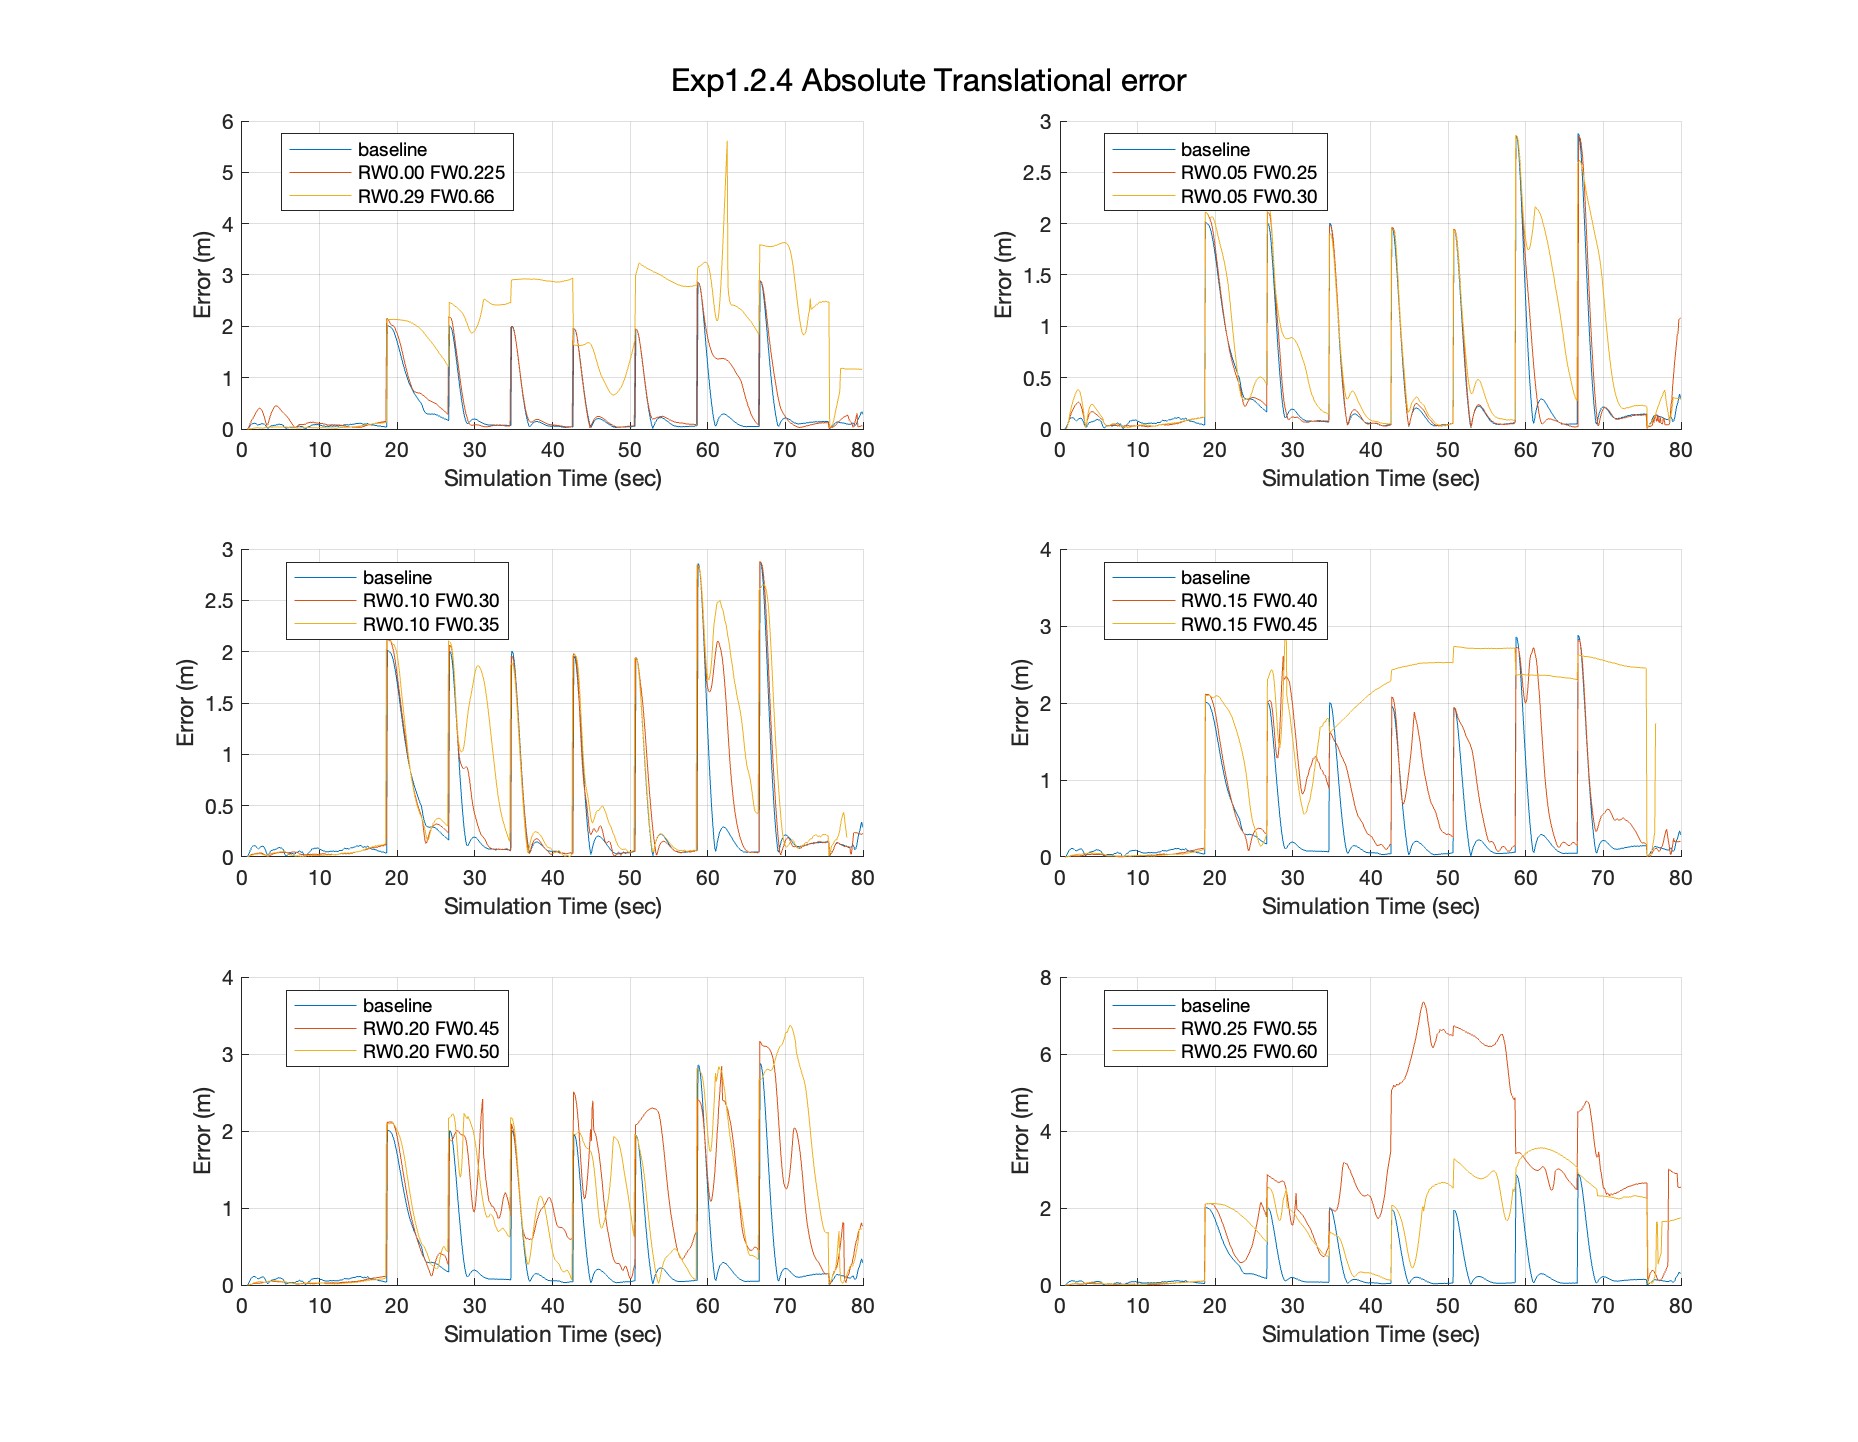 Exp1.2.4 Absolute Translational error
6
5
4
3
2
1
0
Error (m)
baseline
RW0.00 FW0.225
RW0.29 FW0.66
0 10 20 30 40 50 60 70 80
Simulation Time (sec)
3
2.5
2
1.5
1
0.5
0
Error (m)
baseline
RW0.05 FW0.25
RW0.05 FW0.30
0 10 20 30 40 50 60 70 80
Simulation Time (sec)
3
2.5
2
1.5
1
0.5
0
Error (m)
baseline
RW0.10 FW0.30
RW0.10 FW0.35
0 10 20 30 40 50 60 70 80
Simulation Time (sec)
4
3
2
1
0
Error (m)
baseline
RW0.15 FW0.40
RW0.15 FW0.45
0 10 20 30 40 50 60 70 80
Simulation Time (sec)
4
3
2
1
0
Error (m)
baseline
RW0.20 FW0.45
RW0.20 FW0.50
0 10 20 30 40 50 60 70 80
Simulation Time (sec)
8
6
4
2
0
Error (m)
baseline
RW0.25 FW0.55
RW0.25 FW0.60
0 10 20 30 40 50 60 70 80
Simulation Time (sec)